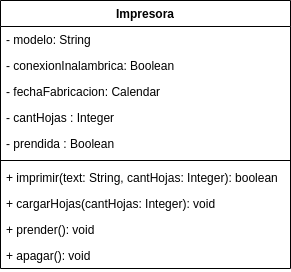 Impresora
- modelo: String
- conexionInalambrica: Boolean
- fechaFabricacion: Calendar
- cantHojas : Integer
- prendida : Boolean
+ imprimir(text: String, cantHojas: Integer): boolean
+ cargarHojas(cantHojas: Integer): void
+ prender(): void
+ apagar(): void